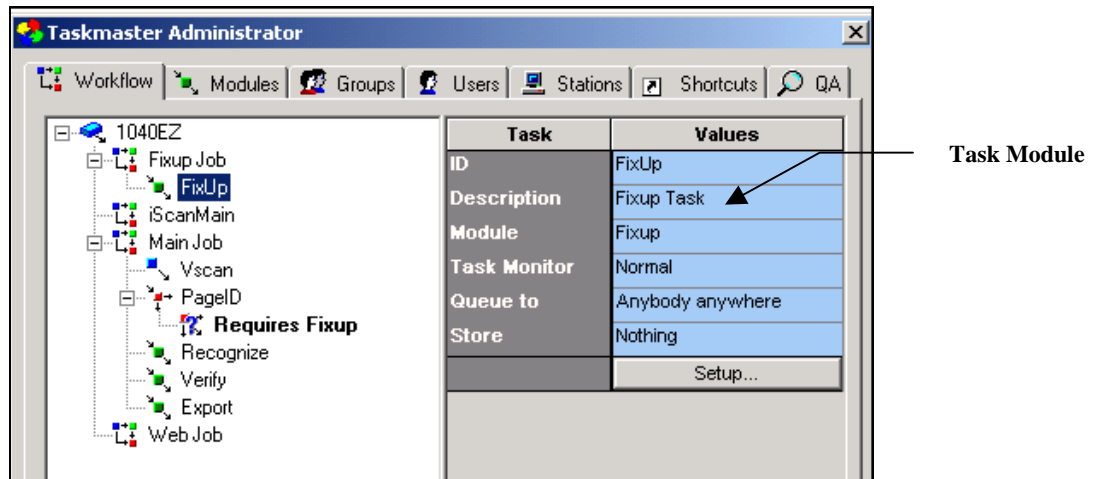 Taskmaster Administrator
Workflow Modules Groups Users Stations Shortcuts QA
1040EZ
Fixup Job
FixUp
iScanMain
Main Job
Vscan
PageID
Requires Fixup
Recognize
Verify
Export
Web Job
Task Values
ID FixUp
Description Fixup Task
Module Fixup
Task Monitor Normal
Queue to Anybody anywhere
Store Nothing
Setup...
Task Module